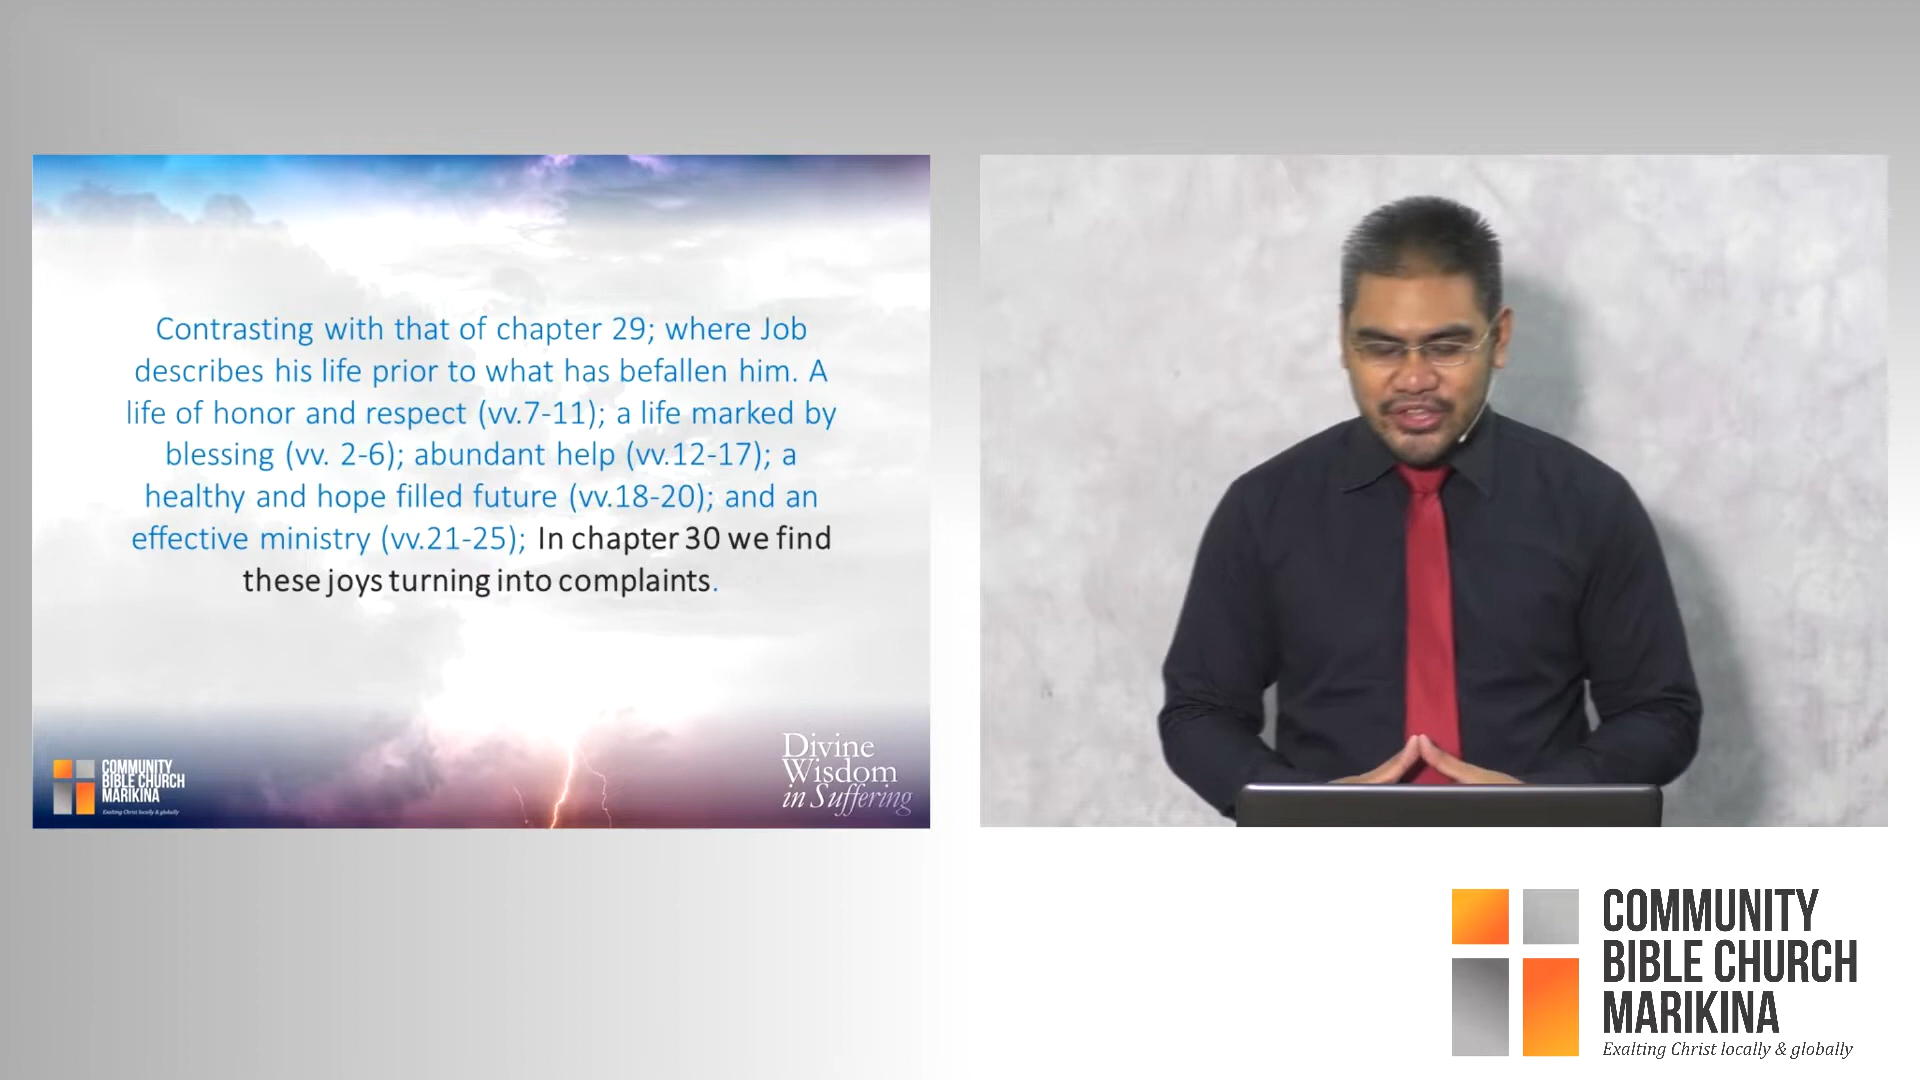 Contrasting with that of chapter 29; where Job
describes his life prior to what has befallen him. A
life of honor and respect (vv.7-11); a life marked by
blessing (vv. 2-6); abundant help (vv.12-17); a
healthy and hope filled future (vv.18-20); and an
effective ministry (vv.21-25); In chapter 30 we find
these joys turning into complaints.
COMMUNITY
BIBLE CHURCH
MARIKINA
Exalting Christ locally & globally
Divine
Wisdom
in Suffering
COMMUNITY
BIBLE CHURCH
MARIKINA
Exalting Christ locally & globally